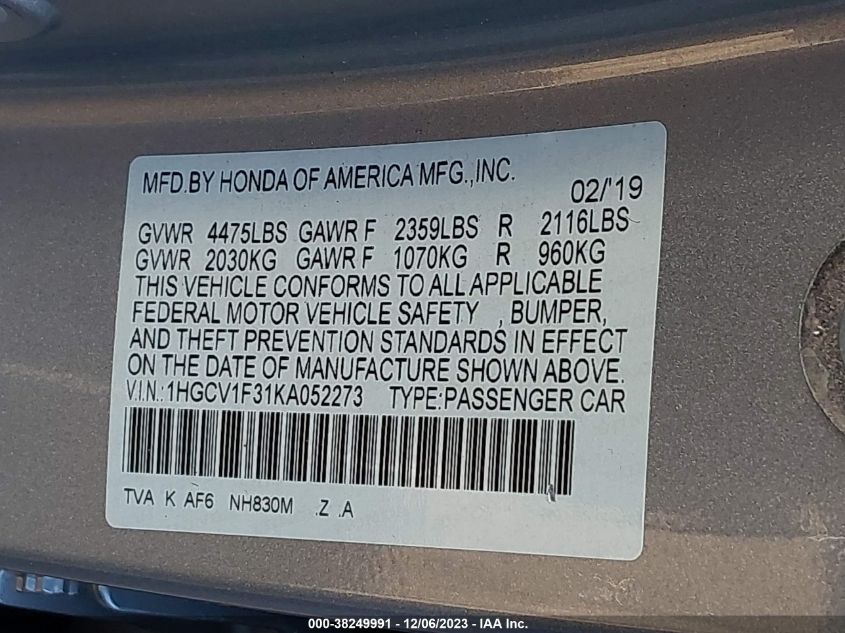 MFD.BY HONDA OF AMERICA MFG.,INC.
02/'19
GVWR 4475LBS GAWR F 2359LBS R 2116LBS
GVWR 2030KG GAWR F 1070KG R 960KG
THIS VEHICLE CONFORMS TO ALL APPLICABLE
FEDERAL MOTOR VEHICLE SAFETY , BUMPER,
AND THEFT PREVENTION STANDARDS IN EFFECT
ON THE DATE OF MANUFACTURE SHOWN ABOVE.
V.I.N.:1HGCV1F31KA052273 TYPE:PASSENGER CAR
TVA K AF6 NH830M .Z .A
000-38249991 - 12/06/2023 - IAA Inc.